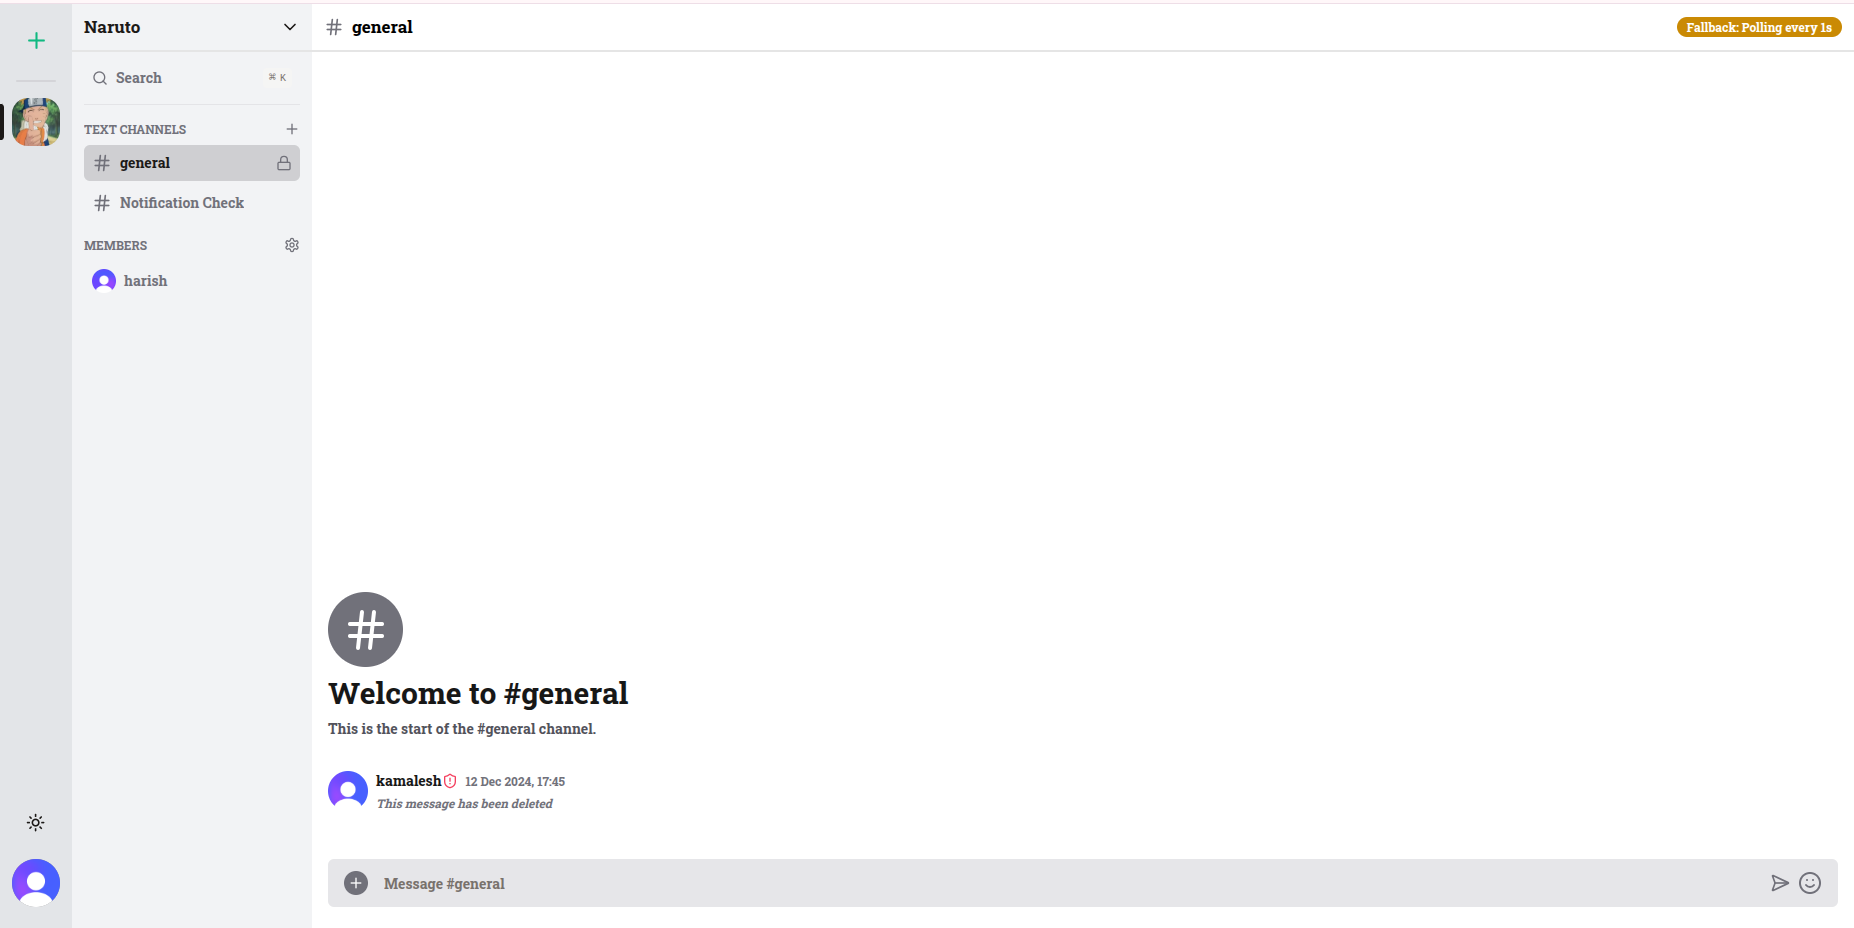 Naruto
general
Fallback: Polling every 1s
Search
⌘ K
TEXT CHANNELS
general
Notification Check
MEMBERS
harish
Welcome to #general
This is the start of the #general channel.
kamalesh 12 Dec 2024, 17:45
This message has been deleted
Message #general